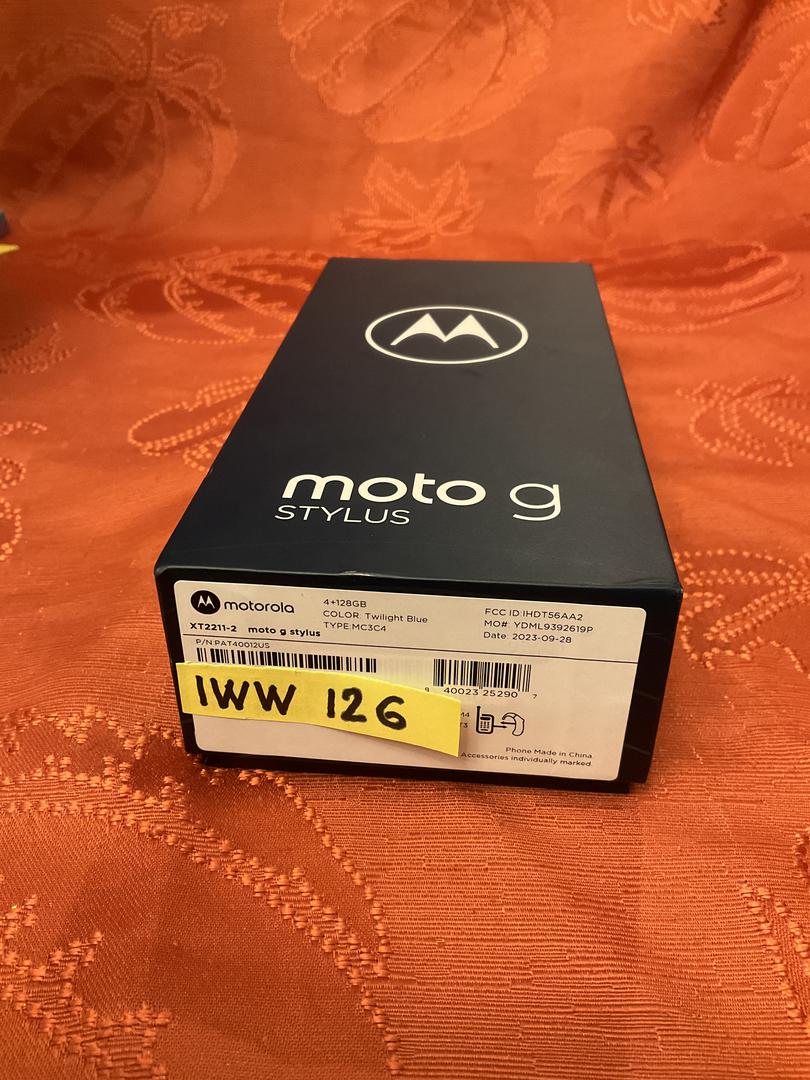 moto g
STYLUS
motorola
XT2211-2 moto g stylus
4+128GB
COLOR: Twilight Blue
TYPE:MC3C4
FCC ID:IHDT56AA2
MO#: YDML9392619P
Date: 2023-09-28
P/N:PAT40012US
40023 25290 7
IWW 126
Phone Made in China
Accessories individually marked.